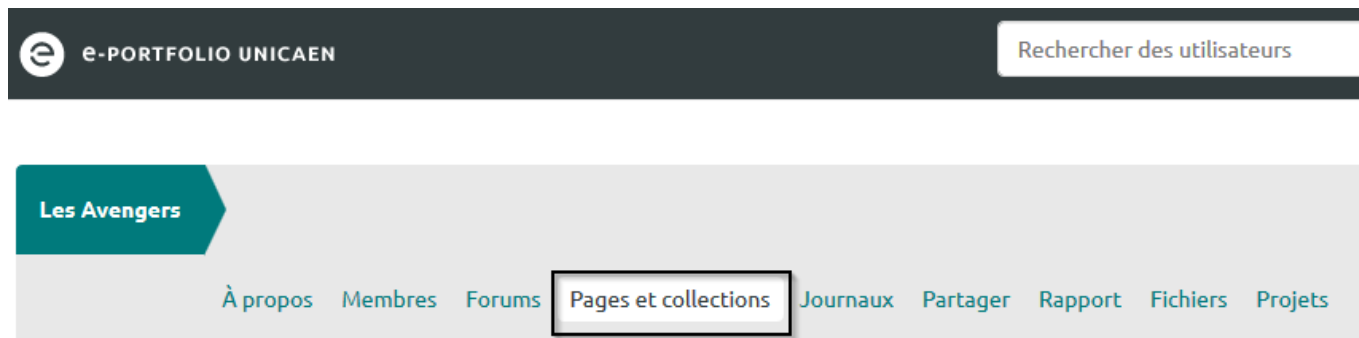 e-PORTFOLIO UNICAEN
Rechercher des utilisateurs
Les Avengers
À propos Membres Forums Pages et collections Journaux Partager Rapport Fichiers Projets